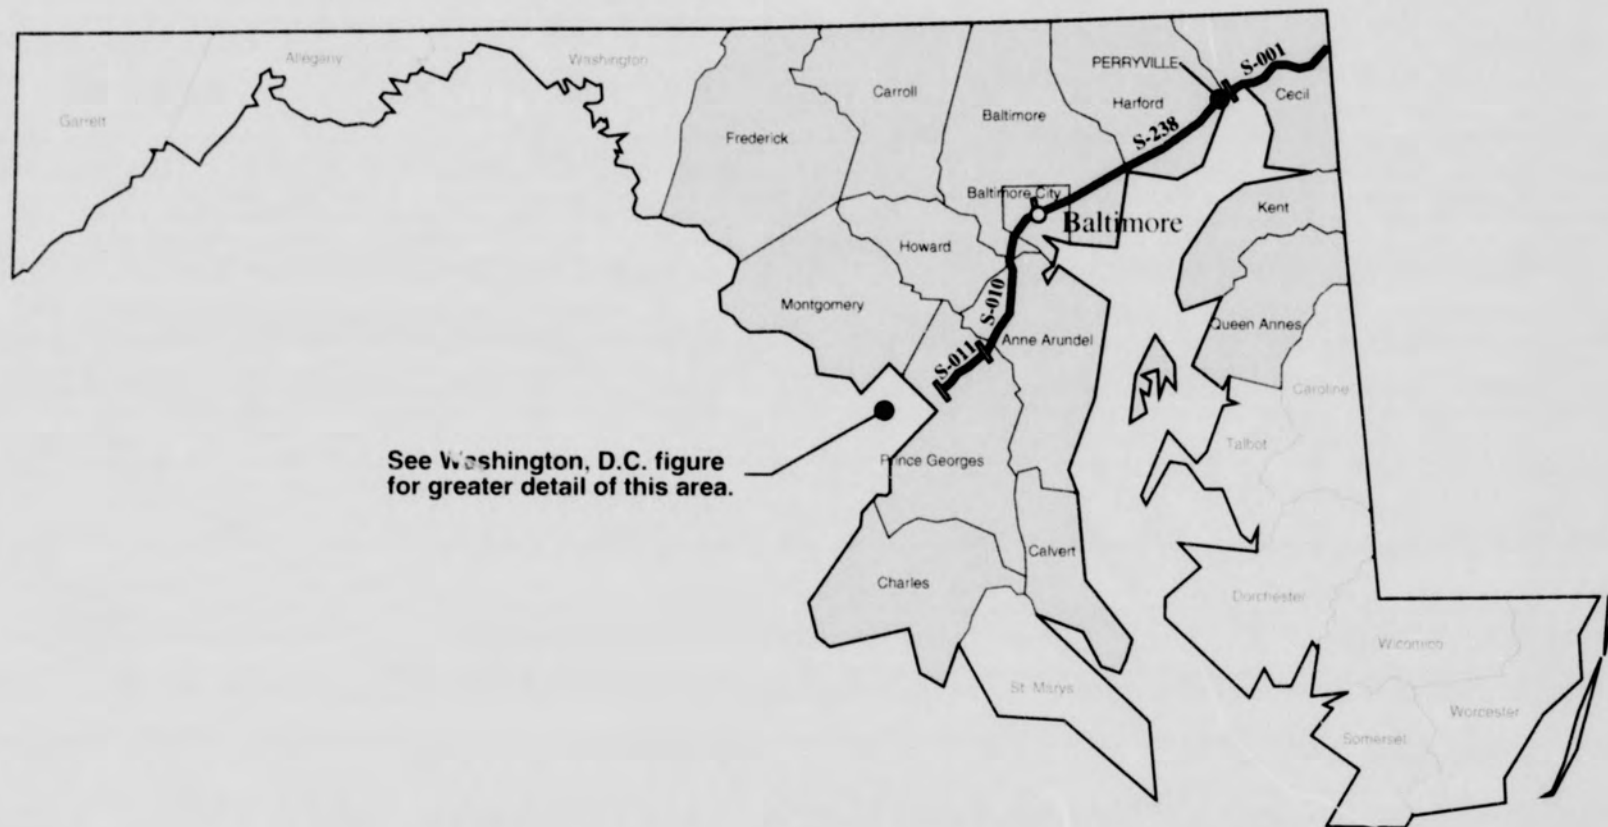 Allegany
Washington
Garrett
Frederick
Carroll
Baltimore
PERRYVILLE
Harford
S-001
Cecil
S-238
Baltimore City
Baltimore
Kent
Howard
Montgomery
S-010
Queen Annes
Anne Arundel
S-011
Caroline
Talbot
See Washington, D.C. figure
for greater detail of this area.
Prince Georges
Calvert
Charles
Dorchester
Wicomico
St. Marys
Worcester
Somerset